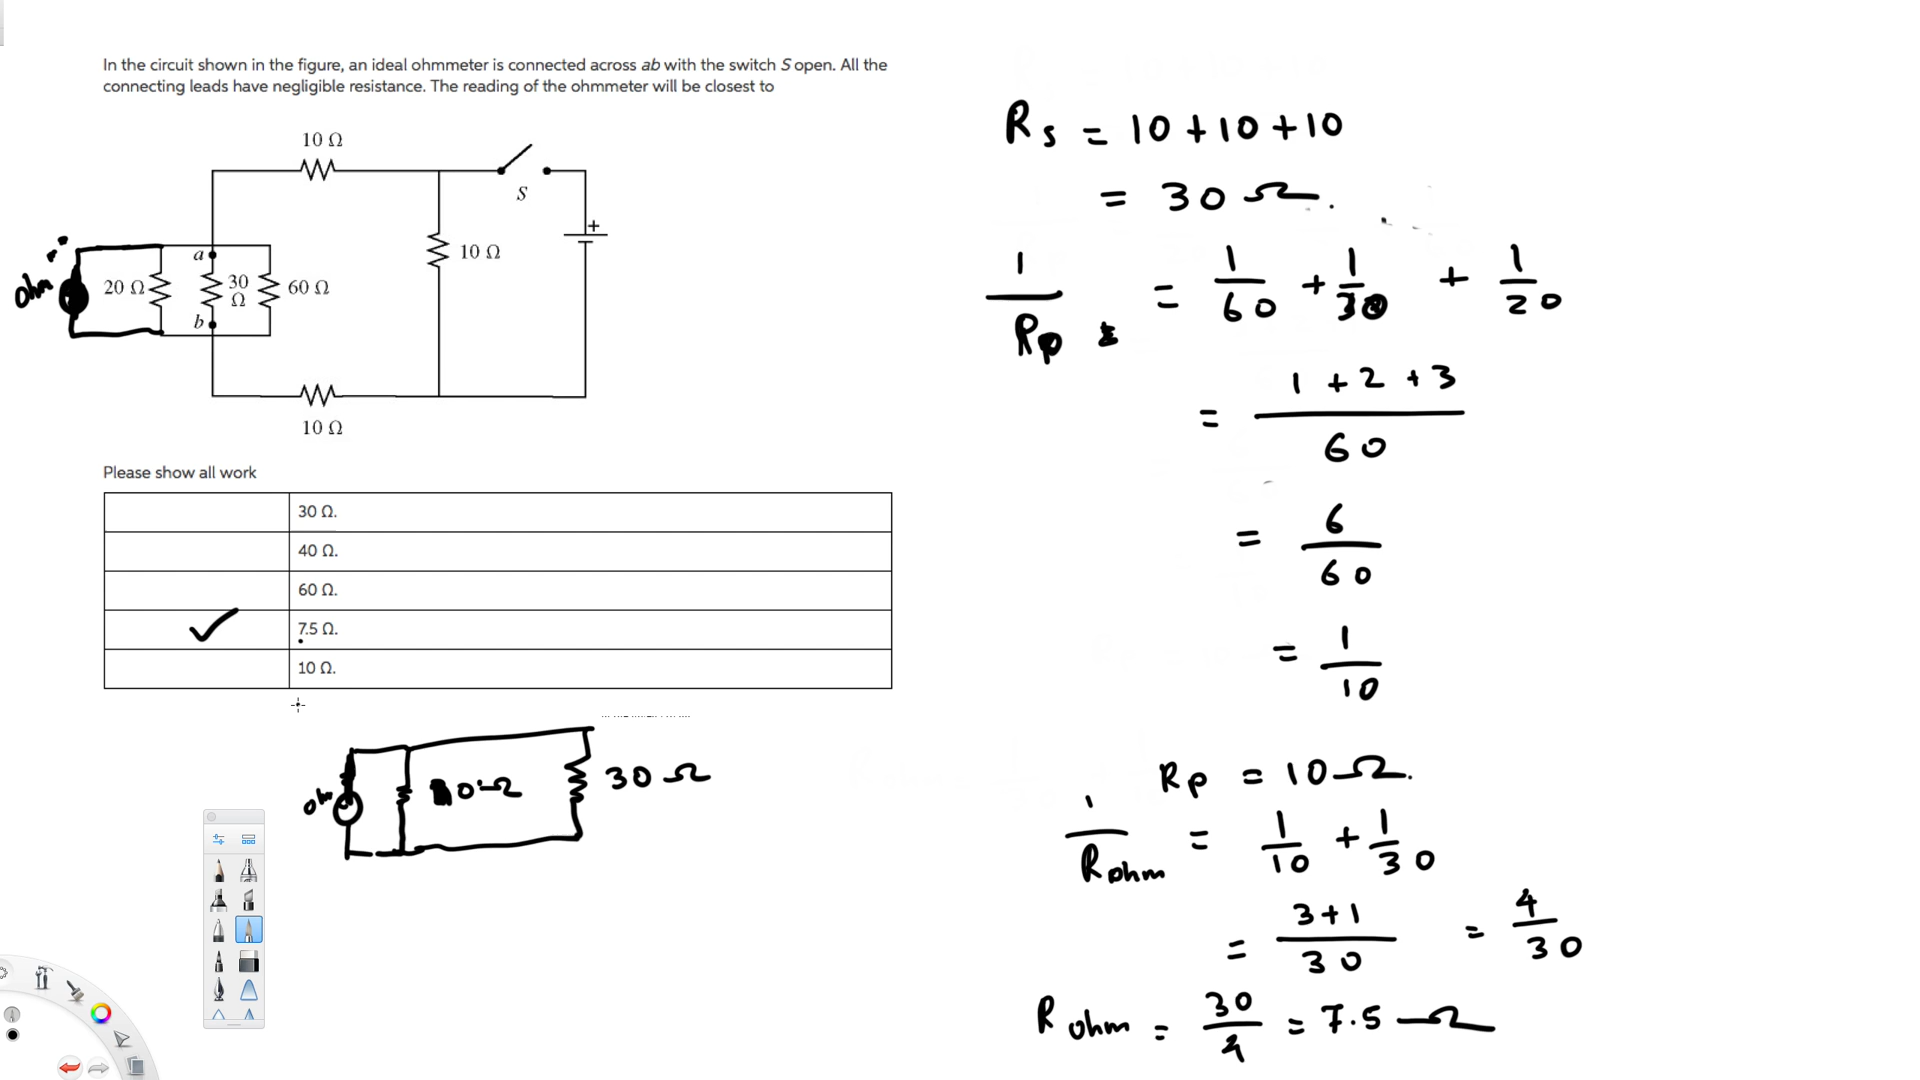 In the circuit shown in the figure, an ideal ohmmeter is connected across ab with the switch S open. All the
connecting leads have negligible resistance. The reading of the ohmmeter will be closest to
10 Ω
S
+
10 Ω
a
ohm
20 Ω
30
Ω
60 Ω
b
10 Ω
Please show all work
30 Ω.
40 Ω.
60 Ω.
✓ 7.5 Ω.
10 Ω.
ohm
10 Ω
30 Ω
Rs = 10 + 10 + 10
= 30 Ω.
1/Rp = 1/60 + 1/30 + 1/20
= (1 + 2 + 3)/60
= 6/60
= 1/10
Rp = 10 Ω.
1/Rohm = 1/10 + 1/30
= (3+1)/30 = 4/30
Rohm = 30/4 = 7.5 Ω